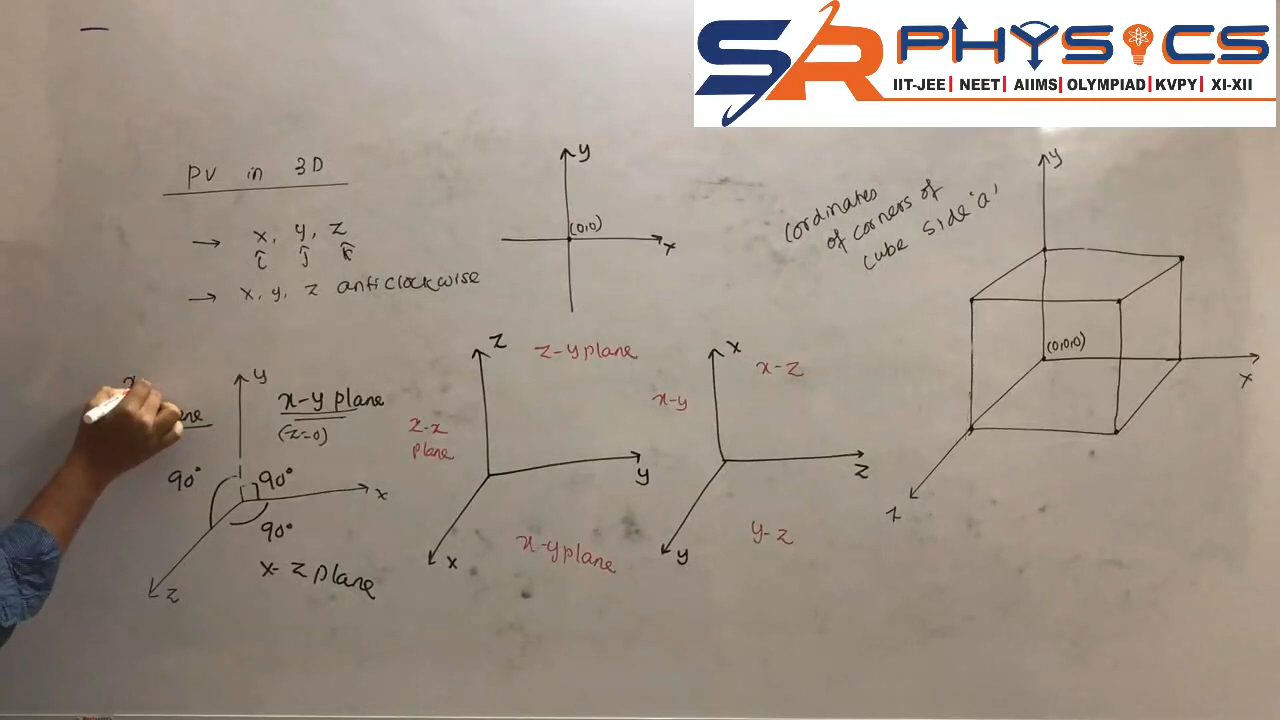 SR PHYSICS
IIT-JEE | NEET | AIIMS | OLYMPIAD | KVPY | XI-XII
PV in 3D
→ x, y, z
î ĵ k̂
→ x, y, z anticlockwise
y
(0,0)
x
Cordinates
of corners of
cube side 'a'
y
(0,0,0)
x
z
y
x-y plane
(z=0)
90°
90°
90°
x
z
x-z plane
z
z-y plane
z-x
plane
y
x
x-y plane
x
x-z
x-y
z
y
y-z